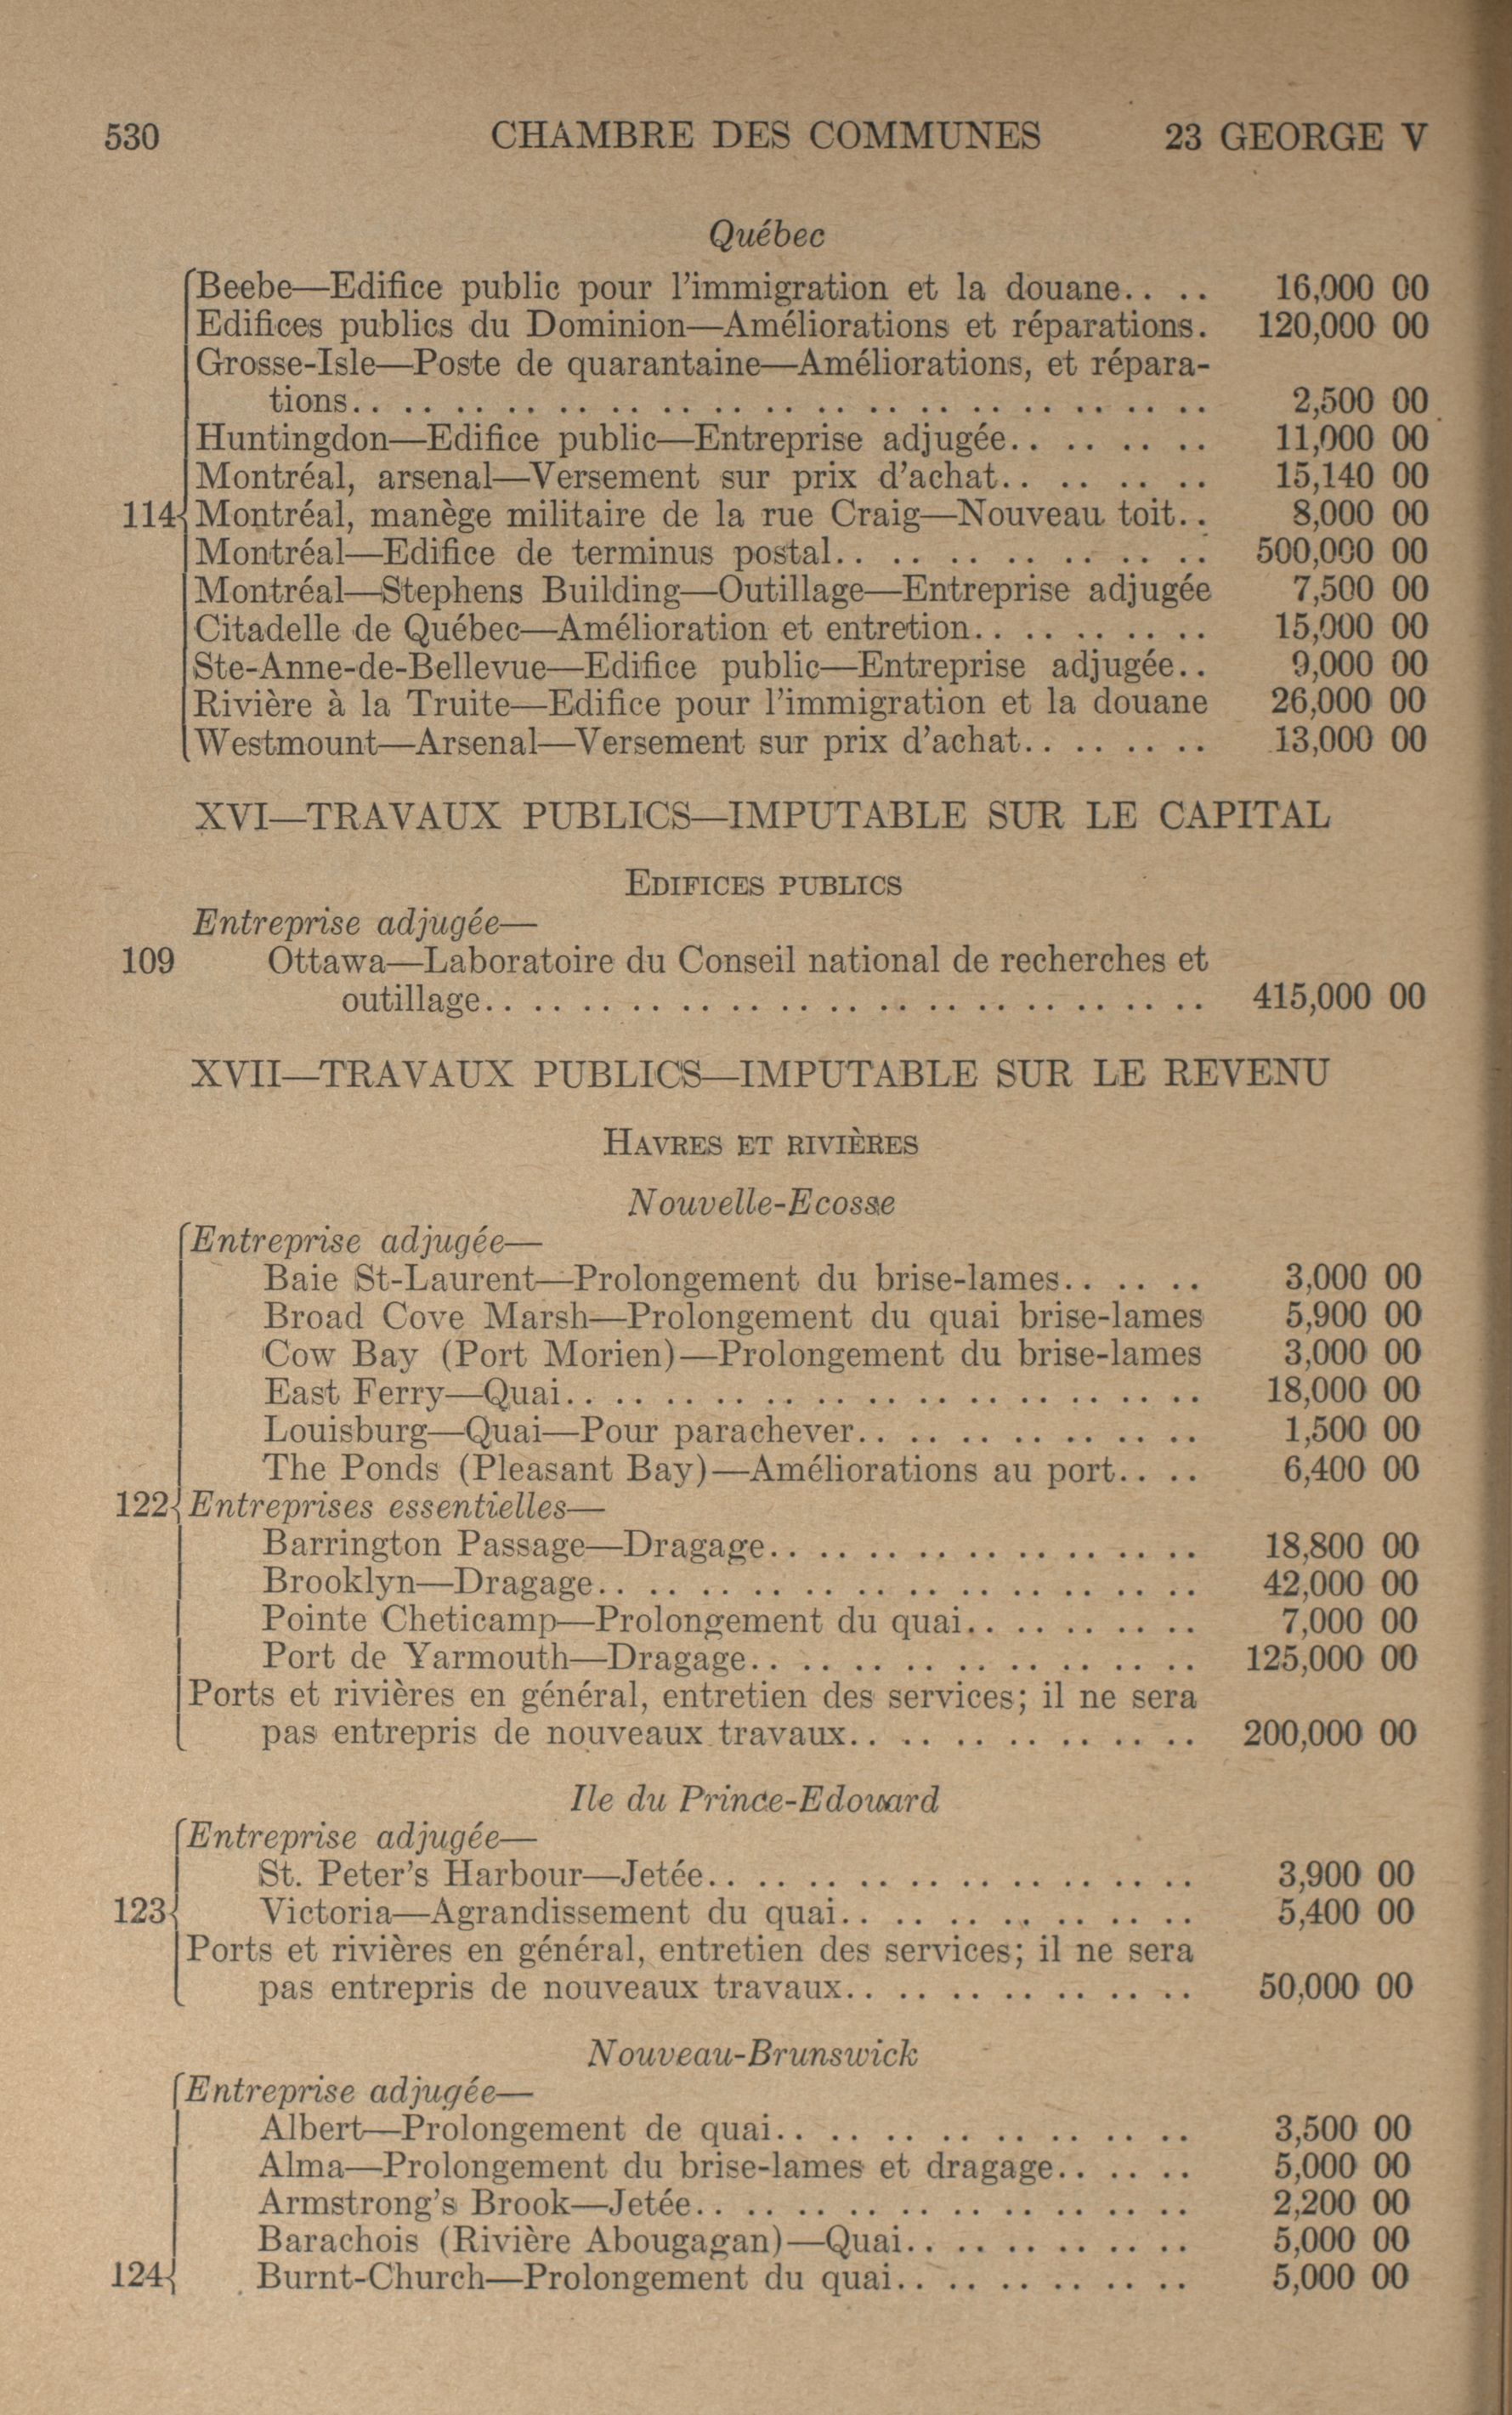 530 CHAMBRE DES COMMUNES 23 GEORGE V
Québec
Beebe—Edifice public pour l'immigration et la douane.. .. 16,000 00
Edifices publics du Dominion—Améliorations et réparations. 120,000 00
Grosse-Isle—Poste de quarantaine—Améliorations, et répara-
tions.. .. .. .. .. .. .. .. .. .. .. .. .. .. .. .. .. 2,500 00
Huntingdon—Edifice public—Entreprise adjugée.. .. .. .. 11,000 00
Montréal, arsenal—Versement sur prix d'achat.. .. .. .. 15,140 00
114 Montréal, manège militaire de la rue Craig—Nouveau toit.. 8,000 00
Montréal—Edifice de terminus postal.. .. .. .. .. .. .. 500,000 00
Montréal—Stephens Building—Outillage—Entreprise adjugée 7,500 00
Citadelle de Québec—Amélioration et entretion.. .. .. .. .. 15,000 00
Ste-Anne-de-Bellevue—Edifice public—Entreprise adjugée.. 9,000 00
Rivière à la Truite—Edifice pour l'immigration et la douane 26,000 00
Westmount—Arsenal—Versement sur prix d'achat.. .. .. .. 13,000 00
XVI—TRAVAUX PUBLICS—IMPUTABLE SUR LE CAPITAL
EDIFICES PUBLICS
Entreprise adjugée—
109 Ottawa—Laboratoire du Conseil national de recherches et
outillage.. .. .. .. .. .. .. .. .. .. .. .. .. .. .. 415,000 00
XVII—TRAVAUX PUBLICS—IMPUTABLE SUR LE REVENU
HAVRES ET RIVIÈRES
Nouvelle-Ecosse
Entreprise adjugée—
Baie St-Laurent—Prolongement du brise-lames.. .. .. 3,000 00
Broad Cove Marsh—Prolongement du quai brise-lames 5,900 00
Cow Bay (Port Morien)—Prolongement du brise-lames 3,000 00
East Ferry—Quai.. .. .. .. .. .. .. .. .. .. .. .. .. 18,000 00
Louisburg—Quai—Pour parachever.. .. .. .. .. .. .. 1,500 00
The Ponds (Pleasant Bay)—Améliorations au port.. .. 6,400 00
122 Entreprises essentielles—
Barrington Passage—Dragage.. .. .. .. .. .. .. .. .. 18,800 00
Brooklyn—Dragage.. .. .. .. .. .. .. .. .. .. .. .. 42,000 00
Pointe Cheticamp—Prolongement du quai.. .. .. .. .. 7,000 00
Port de Yarmouth—Dragage.. .. .. .. .. .. .. .. .. 125,000 00
Ports et rivières en général, entretien des services; il ne sera
pas entrepris de nouveaux travaux.. .. .. .. .. .. .. 200,000 00
Ile du Prince-Edouard
Entreprise adjugée—
St. Peter's Harbour—Jetée.. .. .. .. .. .. .. .. .. .. 3,900 00
123 Victoria—Agrandissement du quai.. .. .. .. .. .. .. 5,400 00
Ports et rivières en général, entretien des services; il ne sera
pas entrepris de nouveaux travaux.. .. .. .. .. .. .. 50,000 00
Nouveau-Brunswick
Entreprise adjugée—
Albert—Prolongement de quai.. .. .. .. .. .. .. .. 3,500 00
Alma—Prolongement du brise-lames et dragage.. .. .. 5,000 00
Armstrong's Brook—Jetée.. .. .. .. .. .. .. .. .. .. 2,200 00
Barachois (Rivière Abougagan)—Quai.. .. .. .. .. .. 5,000 00
124 Burnt-Church—Prolongement du quai.. .. .. .. .. .. 5,000 00